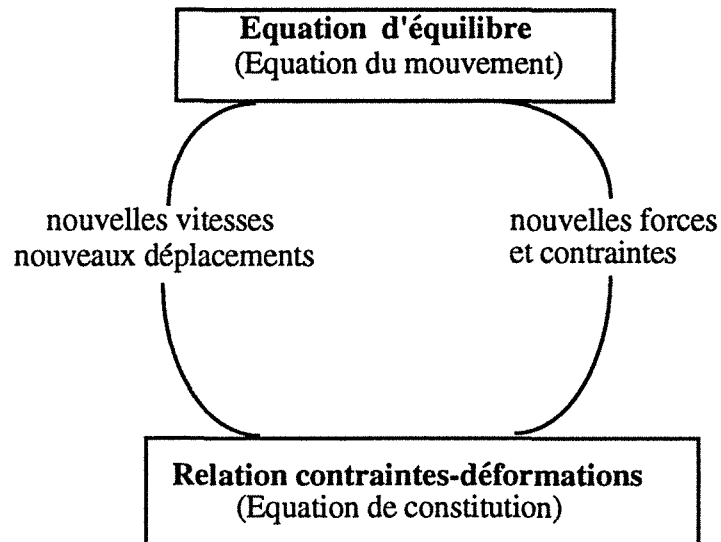 Equation d'équilibre
(Equation du mouvement)
nouvelles vitesses
nouveaux déplacements
nouvelles forces
et contraintes
Relation contraintes-déformations
(Equation de constitution)